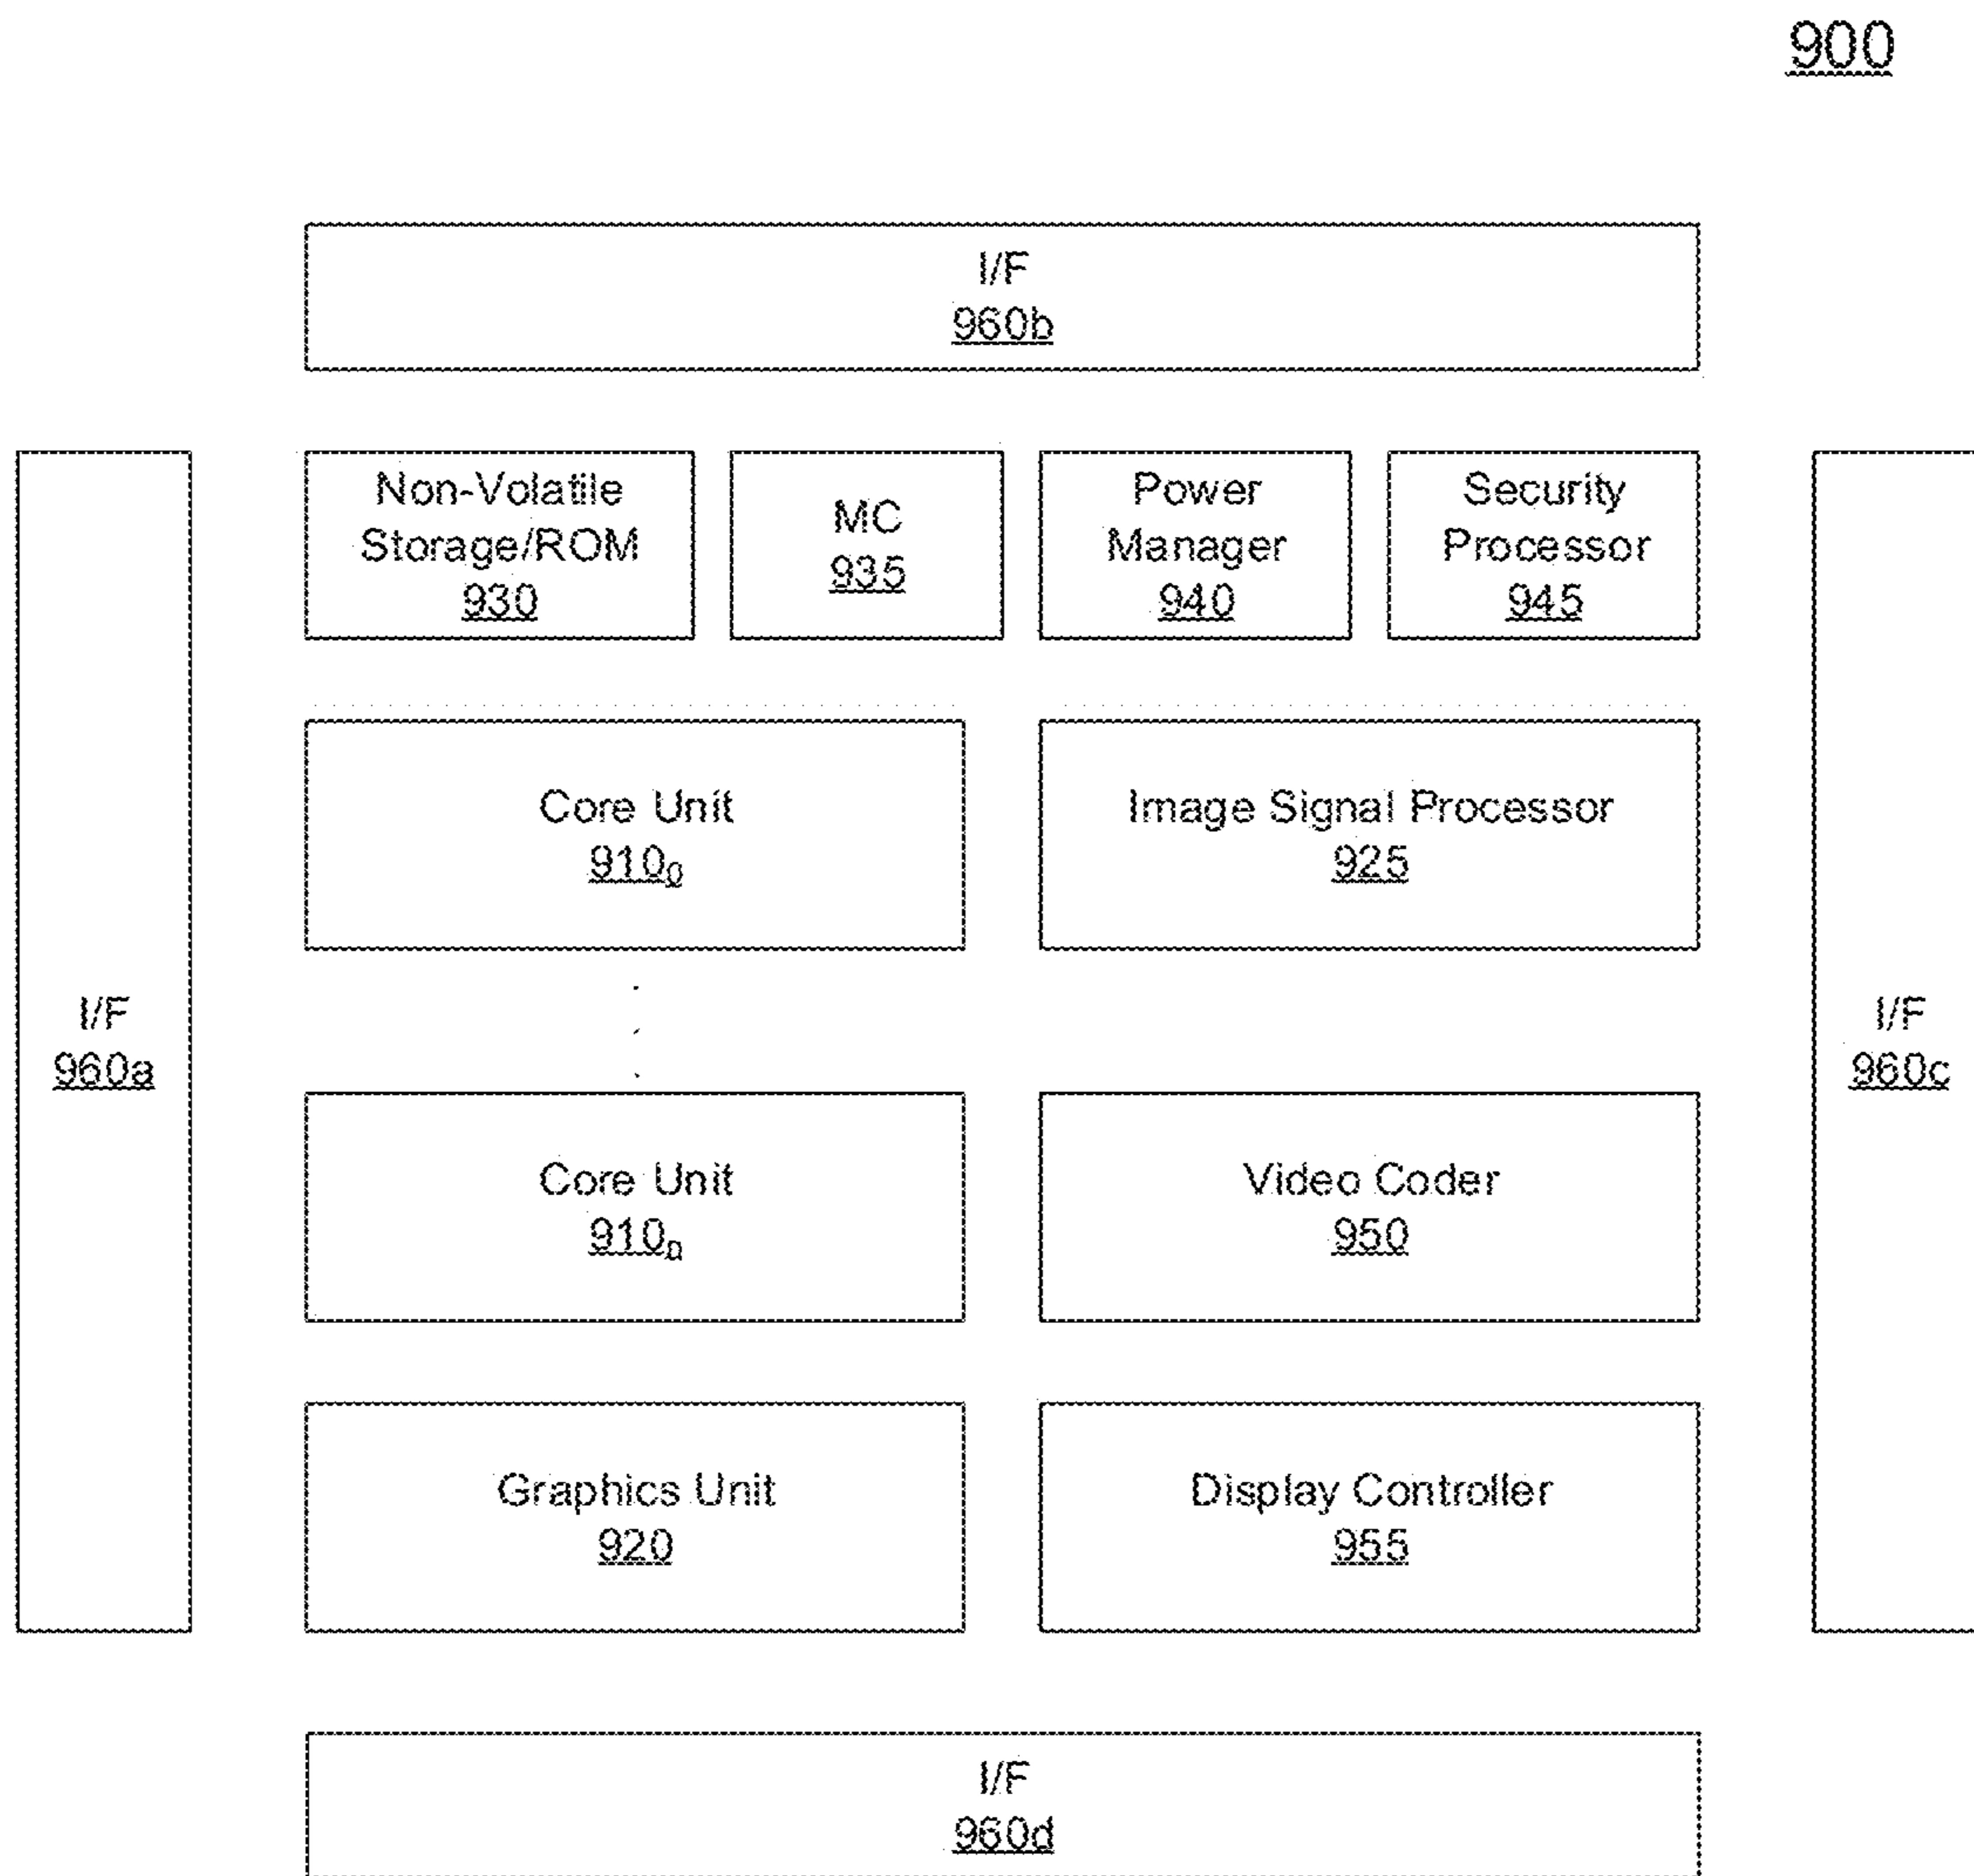 900
I/F
960b
Non-Volatile
Storage/ROM
930
MC
935
Power
Manager
940
Security
Processor
945
Core Unit
910₀
Image Signal Processor
925
I/F
960a
I/F
960c
Core Unit
910ₙ
Video Coder
950
Graphics Unit
920
Display Controller
955
I/F
960d